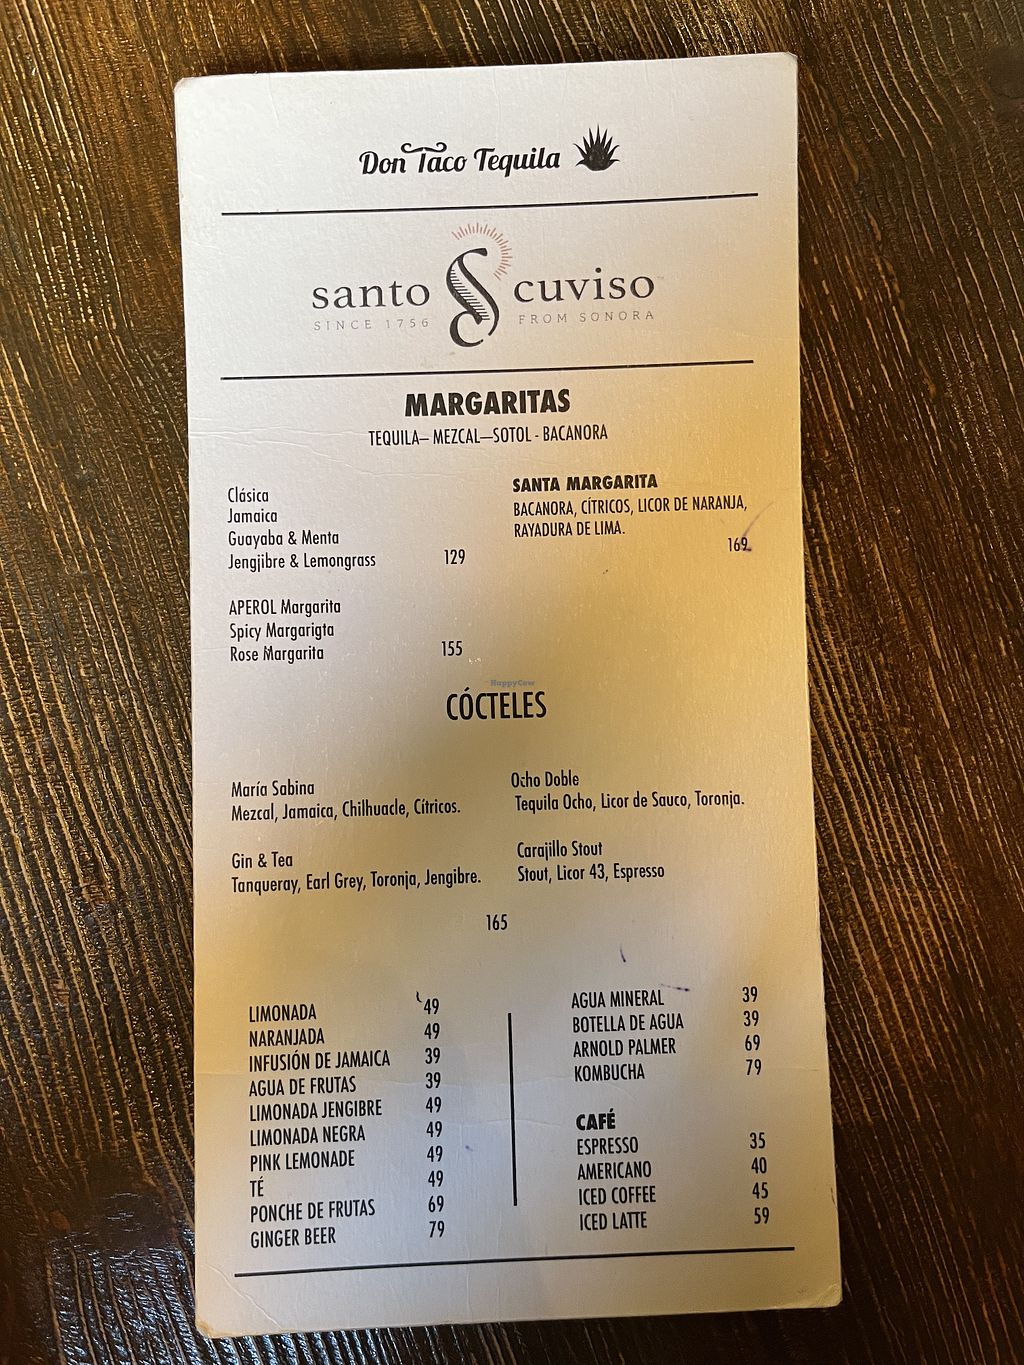 Don Taco Tequila
santo cuviso™
SINCE 1756 FROM SONORA
MARGARITAS
TEQUILA– MEZCAL—SOTOL - BACANORA
Clásica
Jamaica
Guayaba & Menta
Jengjibre & Lemongrass 129
APEROL Margarita
Spicy Margarigta
Rose Margarita 155
SANTA MARGARITA
BACANORA, CÍTRICOS, LICOR DE NARANJA,
RAYADURA DE LIMA.
169
HappyCow
CÓCTELES
María Sabina
Mezcal, Jamaica, Chilhuacle, Cítricos.
Gin & Tea
Tanqueray, Earl Grey, Toronja, Jengibre.
Ocho Doble
Tequila Ocho, Licor de Sauco, Toronja.
Carajillo Stout
Stout, Licor 43, Espresso
165
LIMONADA 49
NARANJADA 49
INFUSIÓN DE JAMAICA 39
AGUA DE FRUTAS 39
LIMONADA JENGIBRE 49
LIMONADA NEGRA 49
PINK LEMONADE 49
TÉ 49
PONCHE DE FRUTAS 69
GINGER BEER 79
AGUA MINERAL 39
BOTELLA DE AGUA 39
ARNOLD PALMER 69
KOMBUCHA 79
CAFÉ
ESPRESSO 35
AMERICANO 40
ICED COFFEE 45
ICED LATTE 59